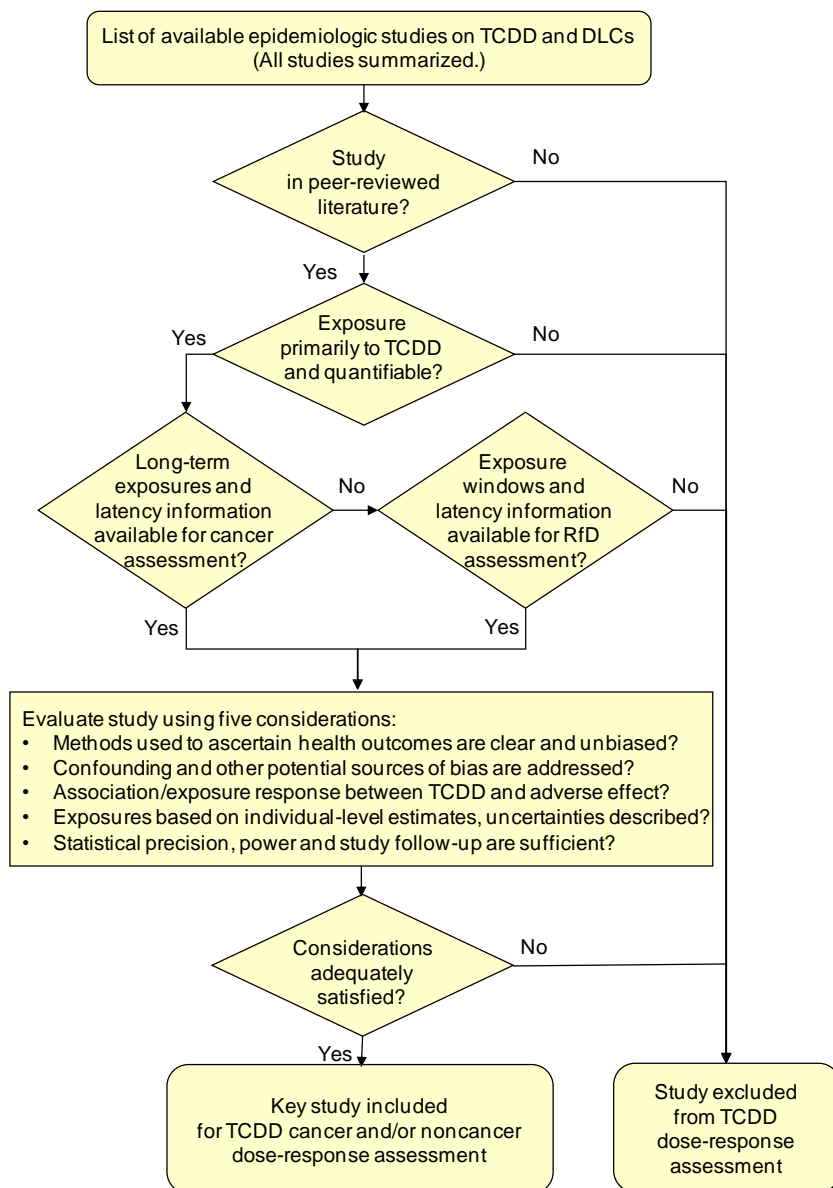 List of available epidemiologic studies on TCDD and DLCs
(All studies summarized.)
Study
in peer-reviewed
literature?
No
Yes
Exposure
primarily to TCDD
and quantifiable?
Yes
No
Long-term
exposures and
latency information
available for cancer
assessment?
No
Exposure
windows and
latency information
available for RfD
assessment?
No
Yes
Yes
Evaluate study using five considerations:
• Methods used to ascertain health outcomes are clear and unbiased?
• Confounding and other potential sources of bias are addressed?
• Association/exposure response between TCDD and adverse effect?
• Exposures based on individual-level estimates, uncertainties described?
• Statistical precision, power and study follow-up are sufficient?
Considerations
adequately
satisfied?
No
Yes
Key study included
for TCDD cancer and/or noncancer
dose-response assessment
Study excluded
from TCDD
dose-response
assessment